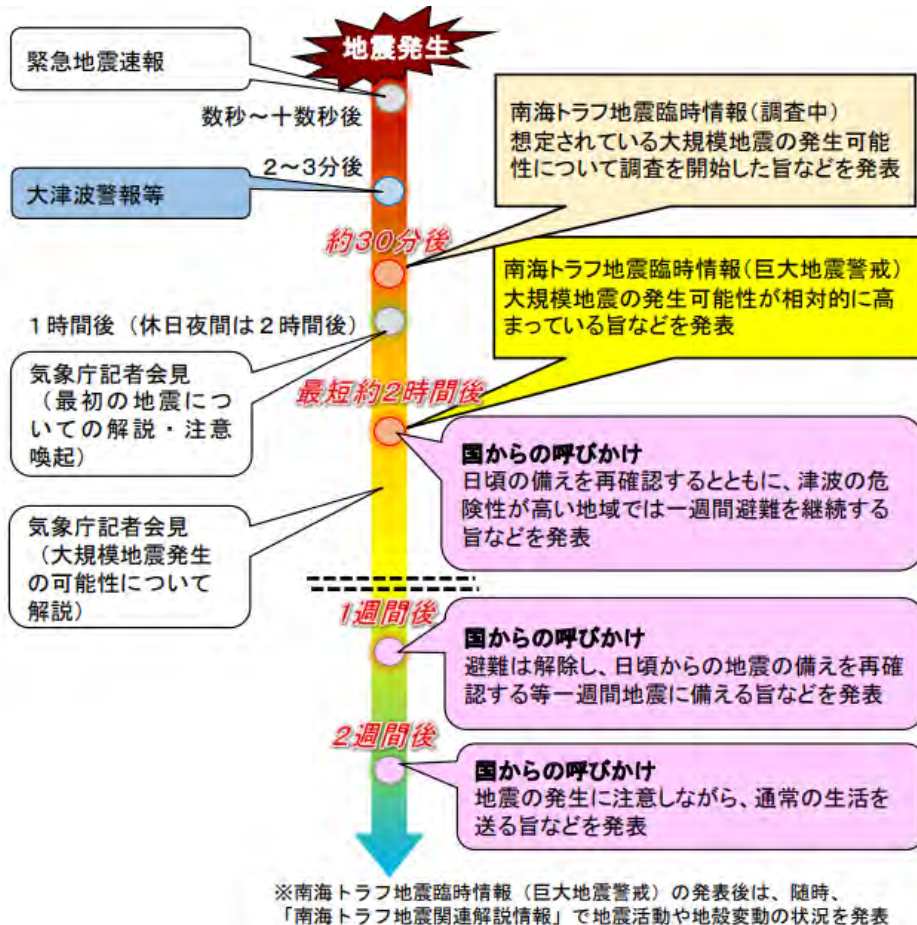 地震発生
緊急地震速報
数秒～十数秒後
2～3分後
大津波警報等
南海トラフ地震臨時情報（調査中）
想定されている大規模地震の発生可能
性について調査を開始した旨などを発表
約30分後
南海トラフ地震臨時情報（巨大地震警戒）
大規模地震の発生可能性が相対的に高
まっている旨などを発表
１時間後（休日夜間は２時間後）
気象庁記者会見
（最初の地震につ
いての解説・注意
喚起）
最短約2時間後
国からの呼びかけ
日頃の備えを再確認するとともに、津波の危
険性が高い地域では一週間避難を継続する
旨などを発表
気象庁記者会見
（大規模地震発生
の可能性について
解説）
1週間後
国からの呼びかけ
避難は解除し、日頃からの地震の備えを再確
認する等一週間地震に備える旨などを発表
2週間後
国からの呼びかけ
地震の発生に注意しながら、通常の生活を
送る旨などを発表
※南海トラフ地震臨時情報（巨大地震警戒）の発表後は、随時、
「南海トラフ地震関連解説情報」で地震活動や地殻変動の状況を発表